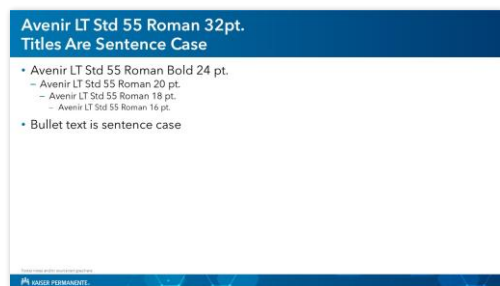 Avenir LT Std 55 Roman 32pt.
Titles Are Sentence Case
• Avenir LT Std 55 Roman Bold 24 pt.
– Avenir LT Std 55 Roman 20 pt.
– Avenir LT Std 55 Roman 18 pt.
– Avenir LT Std 55 Roman 16 pt.
• Bullet text is sentence case
KAISER PERMANENTE.